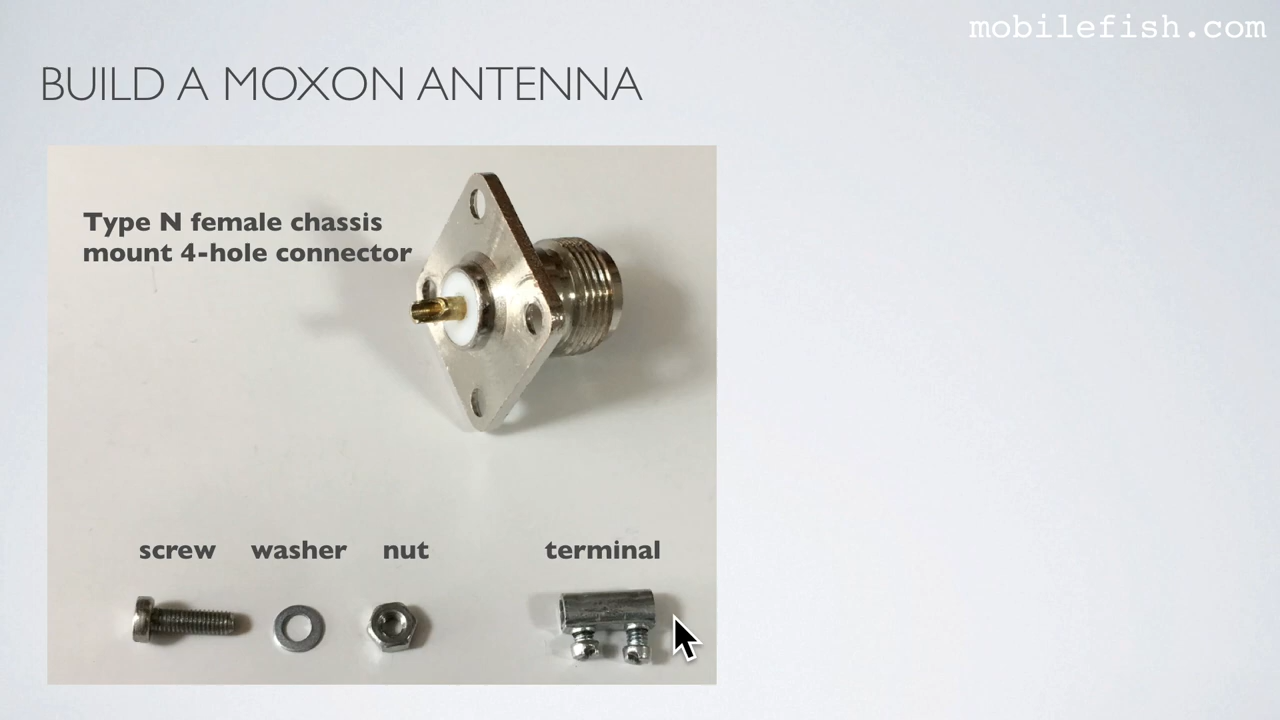 mobilefish.com
BUILD A MOXON ANTENNA
Type N female chassis
mount 4-hole connector
screw washer nut terminal